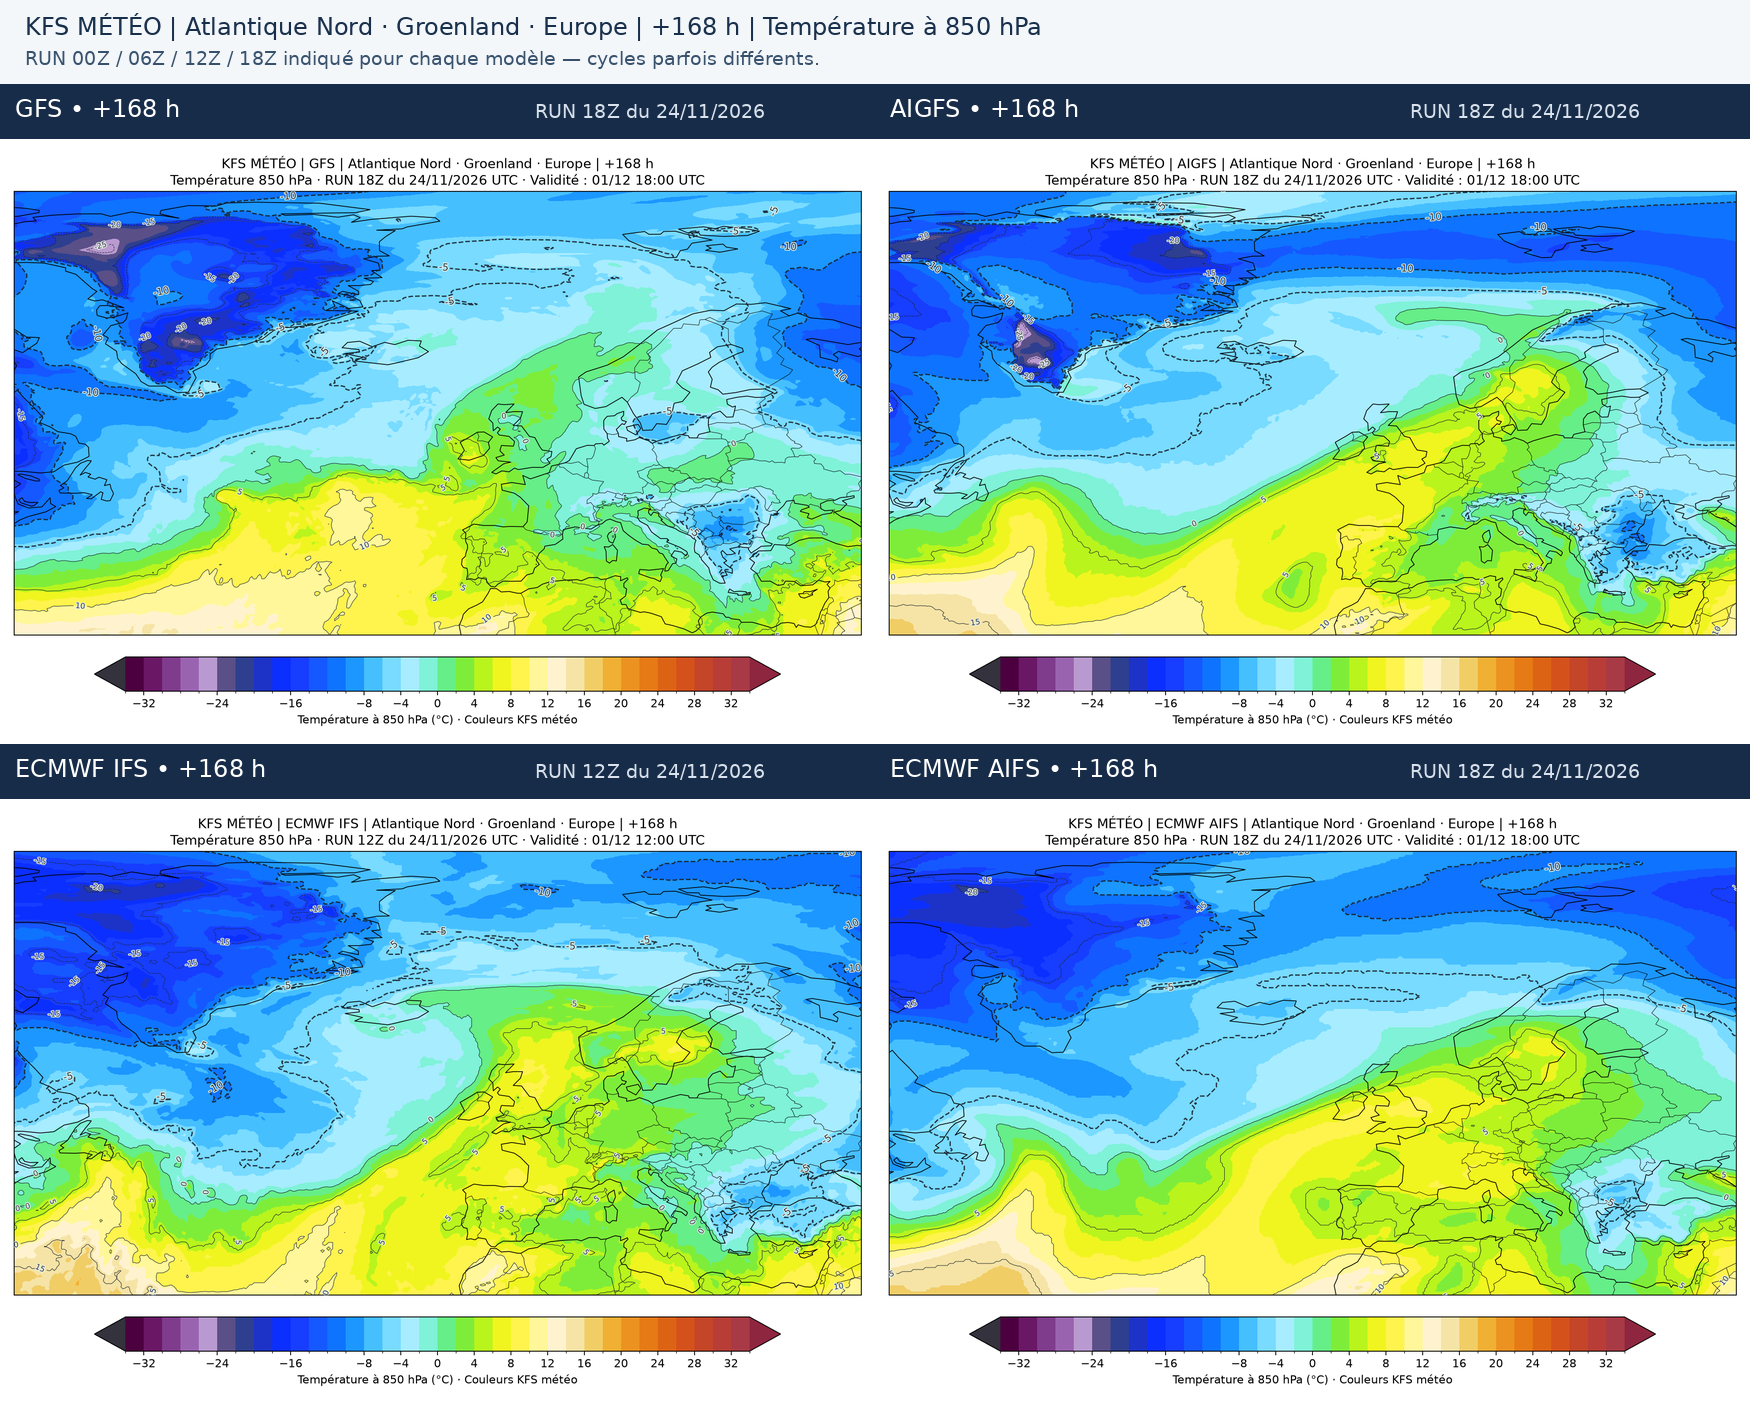 KFS MÉTÉO | Atlantique Nord · Groenland · Europe | +168 h | Température à 850 hPa
RUN 00Z / 06Z / 12Z / 18Z indiqué pour chaque modèle — cycles parfois différents.
GFS • +168 h
RUN 18Z du 24/11/2026
KFS MÉTÉO | GFS | Atlantique Nord · Groenland · Europe | +168 h
Température 850 hPa · RUN 18Z du 24/11/2026 UTC · Validité : 01/12 18:00 UTC
−32 −24 −16 −8 −4 0 4 8 12 16 20 24 28 32
Température à 850 hPa (°C) · Couleurs KFS météo
AIGFS • +168 h
RUN 18Z du 24/11/2026
KFS MÉTÉO | AIGFS | Atlantique Nord · Groenland · Europe | +168 h
Température 850 hPa · RUN 18Z du 24/11/2026 UTC · Validité : 01/12 18:00 UTC
−32 −24 −16 −8 −4 0 4 8 12 16 20 24 28 32
Température à 850 hPa (°C) · Couleurs KFS météo
ECMWF IFS • +168 h
RUN 12Z du 24/11/2026
KFS MÉTÉO | ECMWF IFS | Atlantique Nord · Groenland · Europe | +168 h
Température 850 hPa · RUN 12Z du 24/11/2026 UTC · Validité : 01/12 12:00 UTC
−32 −24 −16 −8 −4 0 4 8 12 16 20 24 28 32
Température à 850 hPa (°C) · Couleurs KFS météo
ECMWF AIFS • +168 h
RUN 18Z du 24/11/2026
KFS MÉTÉO | ECMWF AIFS | Atlantique Nord · Groenland · Europe | +168 h
Température 850 hPa · RUN 18Z du 24/11/2026 UTC · Validité : 01/12 18:00 UTC
−32 −24 −16 −8 −4 0 4 8 12 16 20 24 28 32
Température à 850 hPa (°C) · Couleurs KFS météo